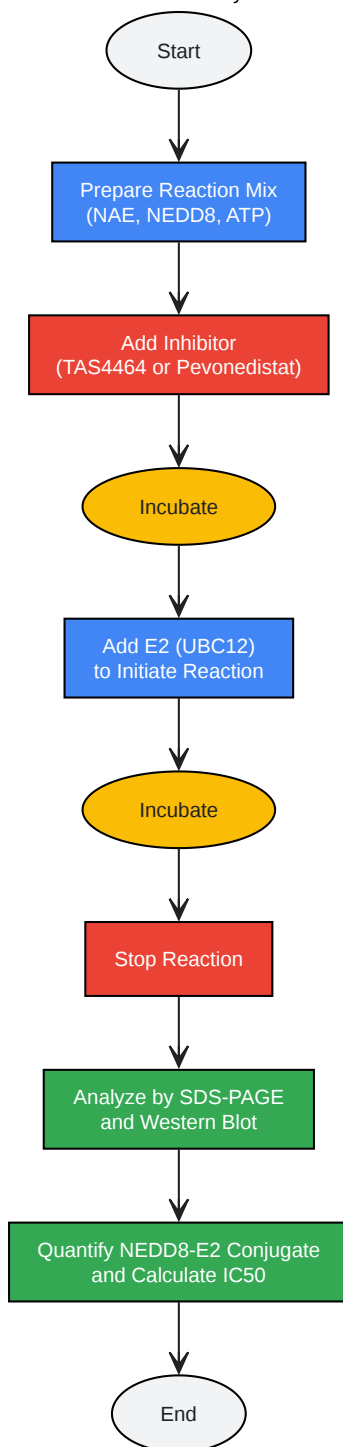 Start
Prepare Reaction Mix
(NAE, NEDD8, ATP)
Add Inhibitor
(TAS4464 or Pevonedistat)
Incubate
Add E2 (UBC12)
to Initiate Reaction
Incubate
Stop Reaction
Analyze by SDS-PAGE
and Western Blot
Quantify NEDD8-E2 Conjugate
and Calculate IC50
End